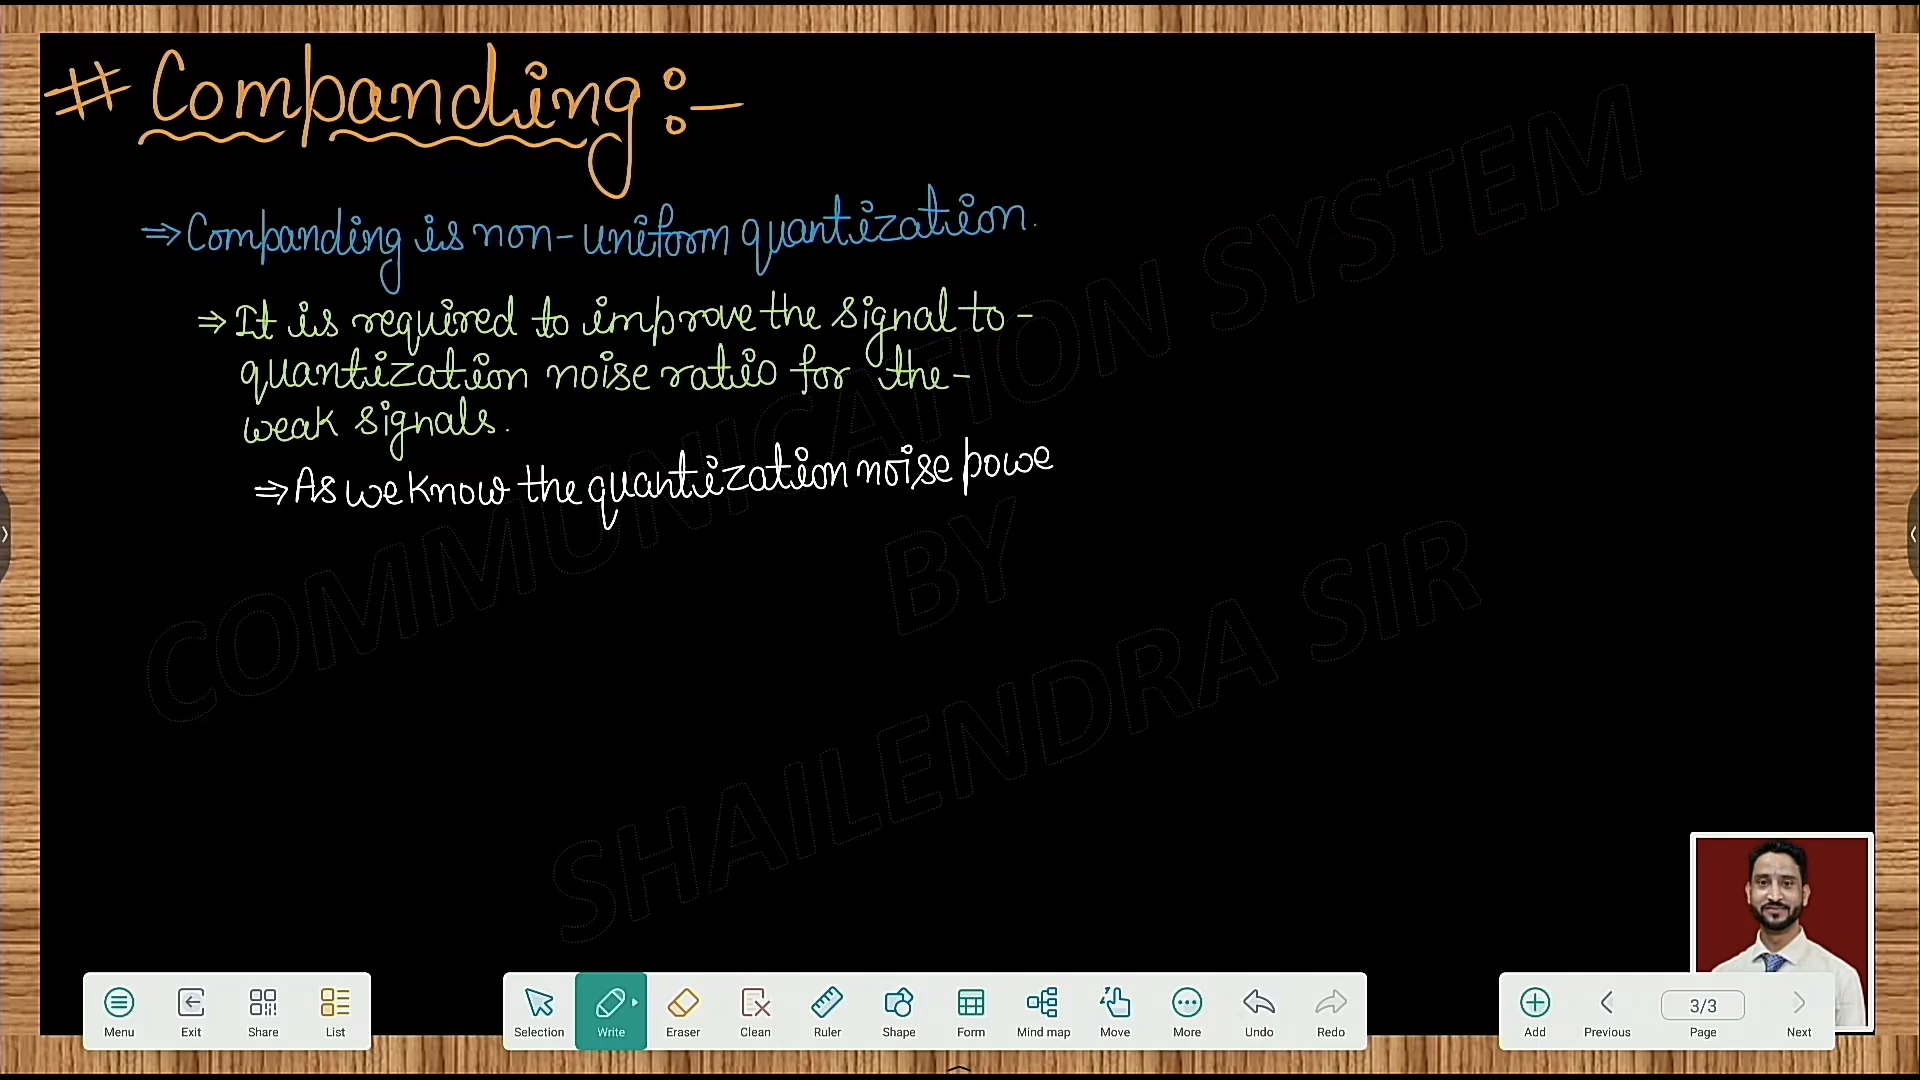 # Companding :-
⇒ Companding is non-uniform quantization.
⇒ It is required to improve the signal to -
quantization noise ratio for the -
weak signals.
⇒ As we know the quantization noise powe
COMMUNICATION SYSTEM
BY
SHAILENDRA SIR
Menu
Exit
Share
List
Selection
Write
Eraser
Clean
Ruler
Shape
Form
Mind map
Move
More
Undo
Redo
Add
Previous
3/3
Page
Next